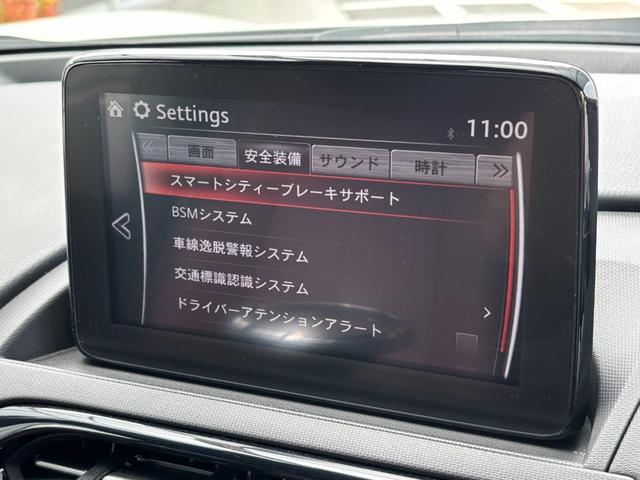 Settings
11:00
画面 安全装備 サウンド 時計
スマートシティーブレーキサポート
BSMシステム
車線逸脱警報システム
交通標識認識システム
ドライバーアテンションアラート